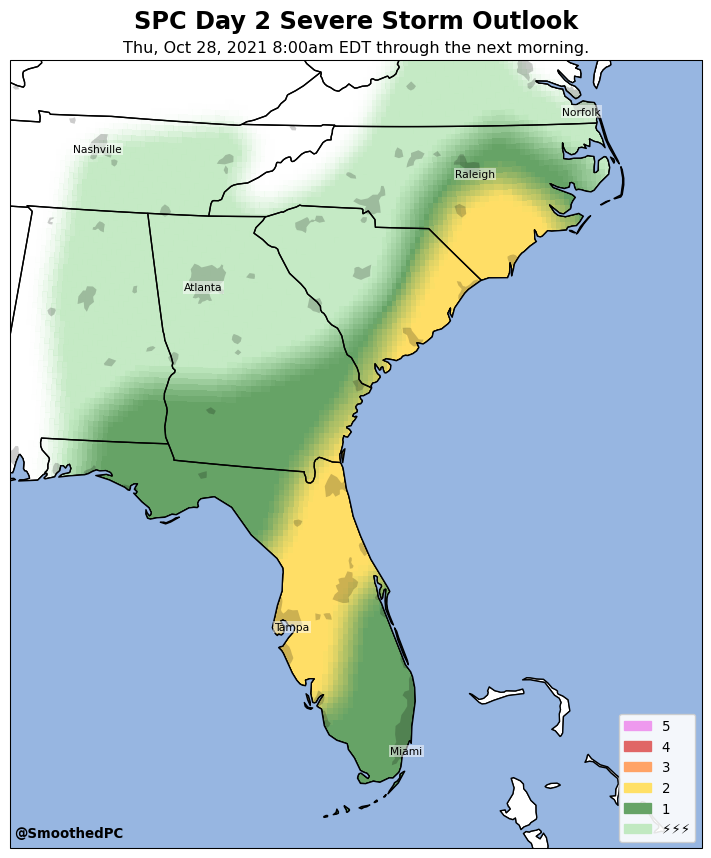 SPC Day 2 Severe Storm Outlook
Thu, Oct 28, 2021 8:00am EDT through the next morning.
Norfolk
Nashville
Raleigh
Atlanta
Tampa
Miami
5
4
3
2
1
⚡⚡⚡
@SmoothedPC